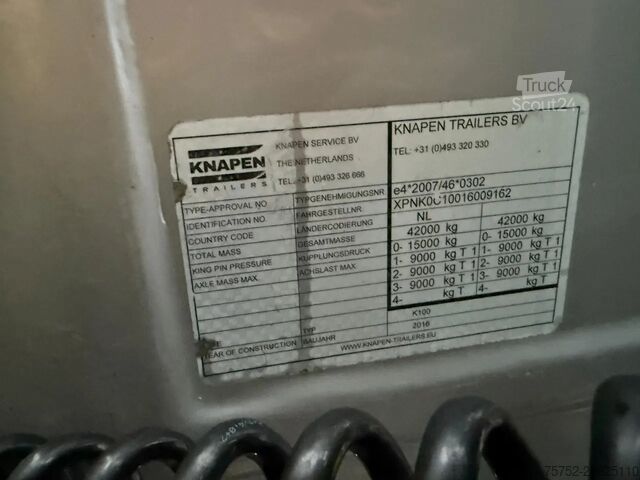 Truck
Scout24
KNAPEN
TRAILERS
KNAPEN SERVICE BV
THE NETHERLANDS
TEL. +31 (0)493 326 666
KNAPEN TRAILERS BV
TEL: +31 (0)493 320 330
TYPE-APPROVAL NO TYPGENEHMIGUNGSNR e4*2007/46*0302
IDENTIFICATION NO FAHRGESTELLNR XPNK0C10016009162
COUNTRY CODE LÄNDERCODIERUNG NL
TOTAL MASS GESAMTMASSE 42000 kg 42000 kg
KING PIN PRESSURE KUPPLUNGSDRUCK 0- 15000 kg 0- 15000 kg
AXLE MASS MAX ACHSLAST MAX 1- 9000 kg T 1 1- 9000 kg T 1
2- 9000 kg T 1 2- 9000 kg T 1
3- 9000 kg T 1 3- 9000 kg T 1
4- kg T 4- kg T
TYP K100
YEAR OF CONSTRUCTION BAUJAHR 2016
WWW.KNAPEN-TRAILERS.EU